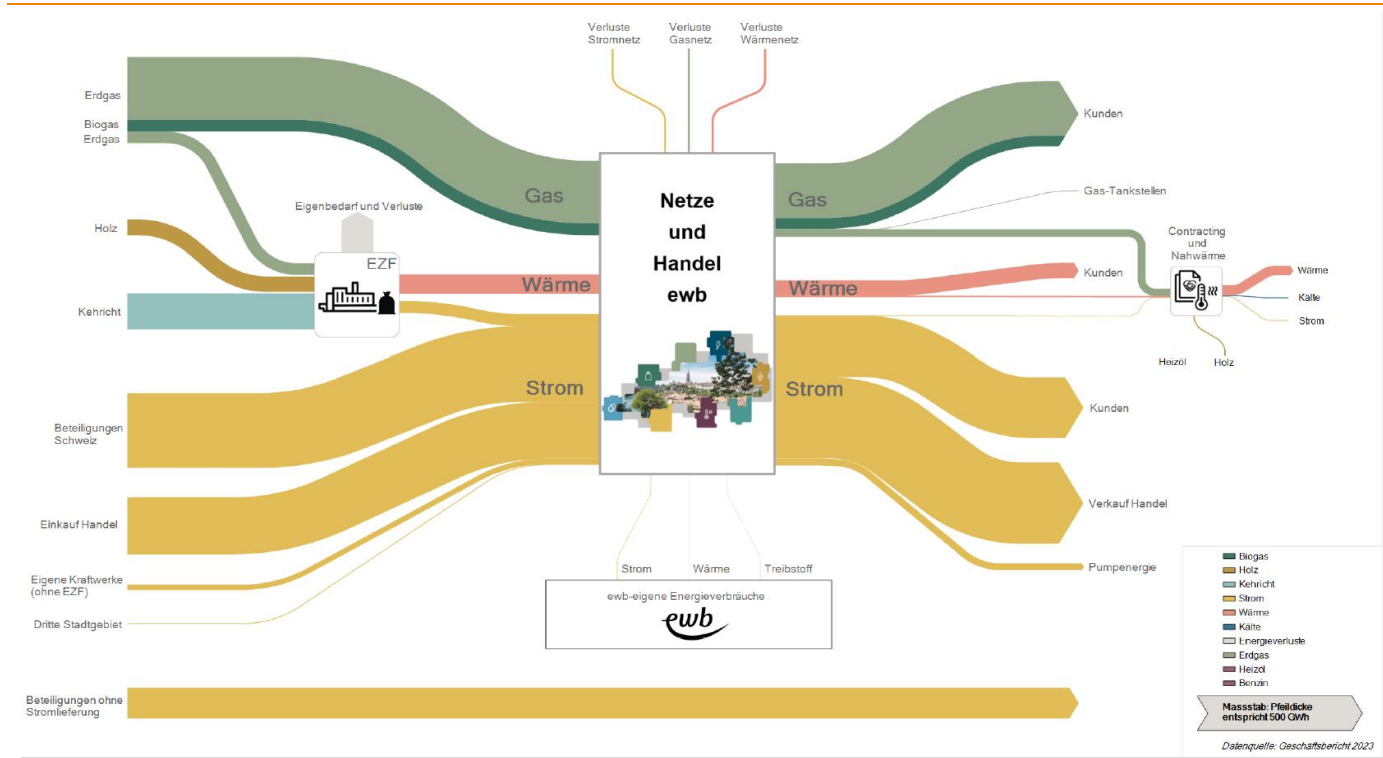 Verluste
Stromnetz
Verluste
Gasnetz
Verluste
Wärmenetz
Erdgas
Biogas
Erdgas
Holz
Kehricht
Beteiligungen
Schweiz
Einkauf Handel
Eigene Kraftwerke
(ohne EZF)
Dritte Stadtgebiet
Beteiligungen ohne
Stromlieferung
Eigenbedarf und Verluste
EZF
Gas
Wärme
Strom
Netze
und
Handel
ewb
Gas
Wärme
Strom
Kunden
Gas-Tankstellen
Contracting
und
Nahwärme
Kunden
Wärme
Kälte
Strom
Heizöl
Holz
Kunden
Verkauf Handel
Pumpenergie
Strom
Wärme
Treibstoff
ewb-eigene Energieverbräuche
ewb
Biogas
Holz
Kehricht
Strom
Wärme
Kälte
Energieverluste
Erdgas
Heizöl
Benzin
Massstab: Pfeildicke
entspricht 500 GWh
Datenquelle: Geschäftsbericht 2023